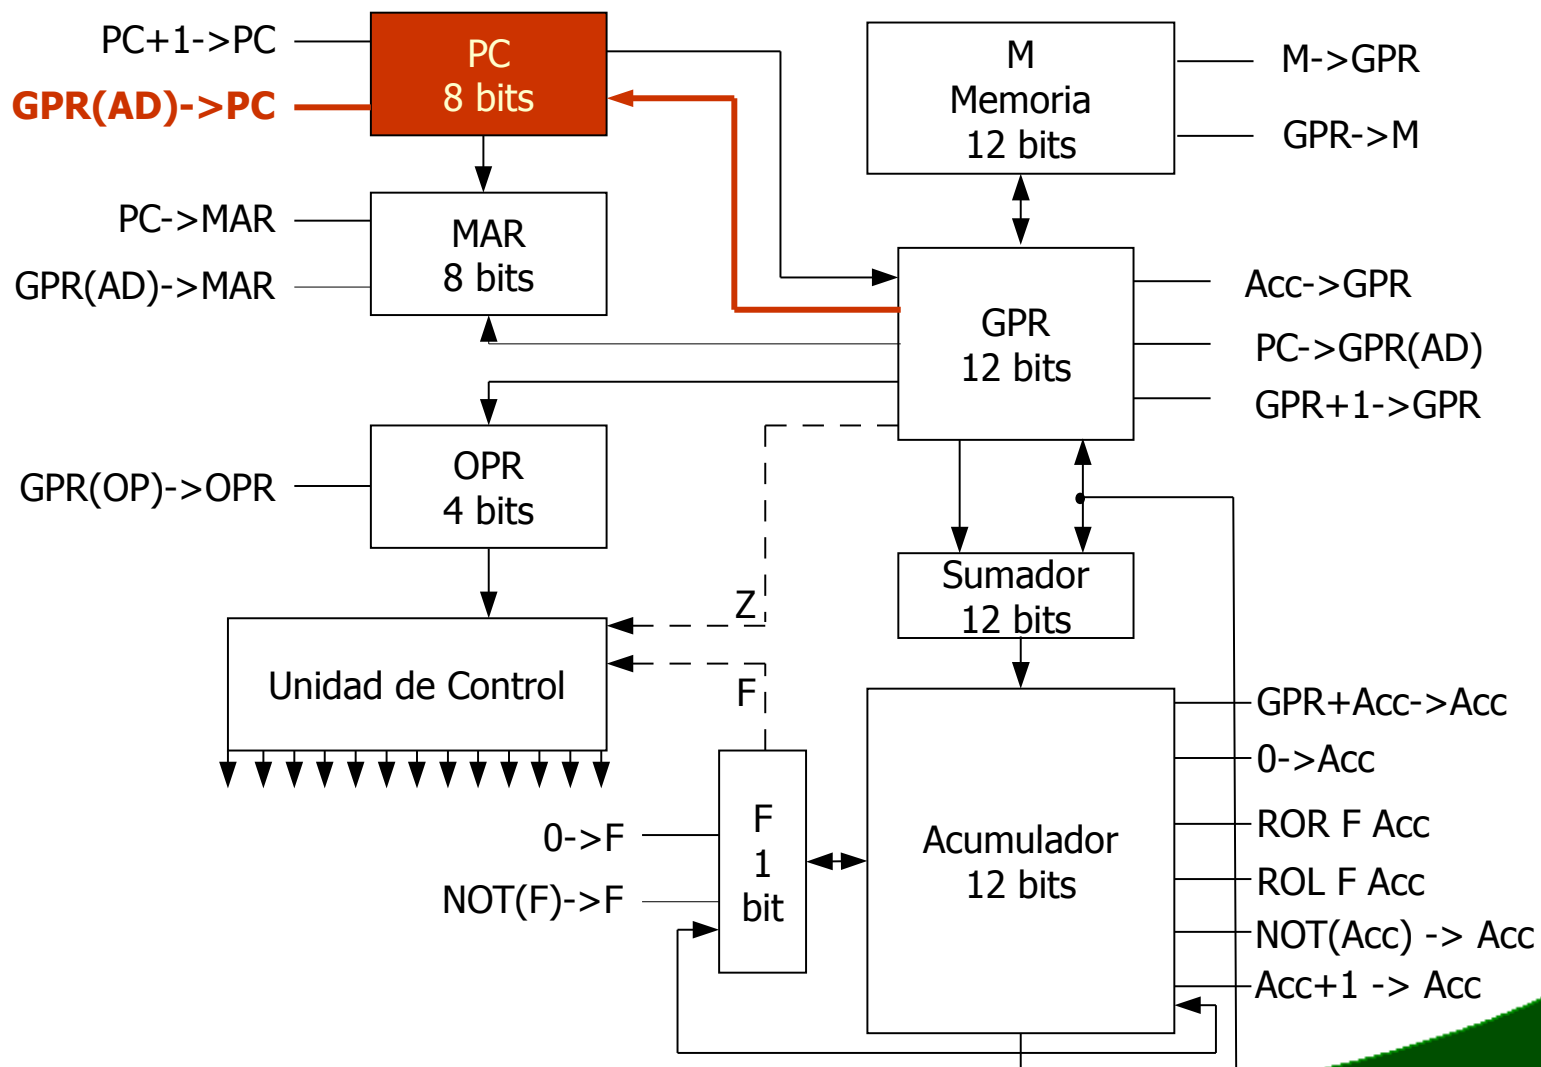 PC+1->PC
GPR(AD)->PC
PC
8 bits
M
Memoria
12 bits
M->GPR
GPR->M
PC->MAR
GPR(AD)->MAR
MAR
8 bits
GPR
12 bits
Acc->GPR
PC->GPR(AD)
GPR+1->GPR
GPR(OP)->OPR
OPR
4 bits
Sumador
12 bits
Z
F
Unidad de Control
0->F
NOT(F)->F
F
1
bit
Acumulador
12 bits
GPR+Acc->Acc
0->Acc
ROR F Acc
ROL F Acc
NOT(Acc) -> Acc
Acc+1 -> Acc